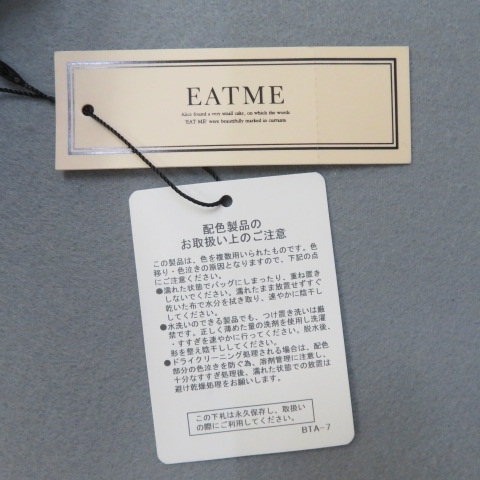 EATME
Alice found a very small cake, on which the words
'EAT ME' were beautifully marked in currants
配色製品の
お取扱い上のご注意
この製品は、色を複数用いられたものです。色
移り・色泣きの原因となりますので、下記の点
にご注意ください。
●濡れた状態でバッグにしまったり、重ね置き
しないでください。濡れたまま放置せずすぐ
乾いた布で水分を拭き取り、速やかに陰干し
してください。
●水洗いのできる製品でも、つけ置き洗いは厳
禁です。正しく薄めた量の洗剤を使用し洗濯
・すすぎを速やかに行ってください。脱水後、
形を整え陰干ししてください。
●ドライクリーニング処理される場合は、配色
部分の色泣きを防ぐ為、溶剤管理に注意し、
十分なすすぎ処理後、濡れた状態での放置は
避け乾燥処理をお願いします。
この下札は永久保存し、取扱い
の際にご利用してください。
BTA-7